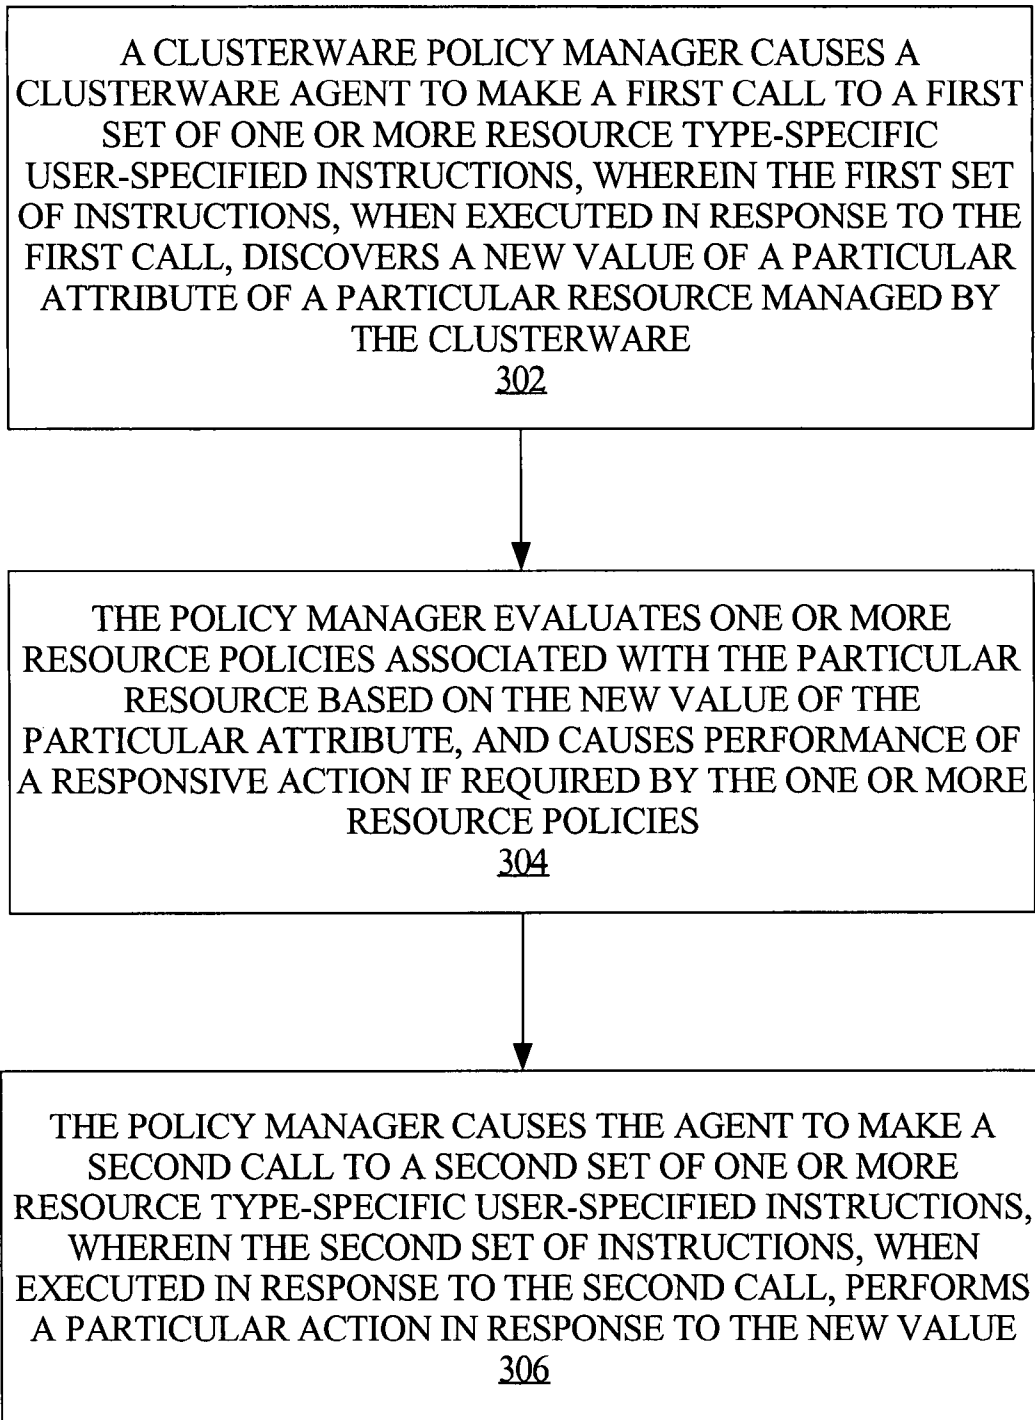 A CLUSTERWARE POLICY MANAGER CAUSES A
CLUSTERWARE AGENT TO MAKE A FIRST CALL TO A FIRST
SET OF ONE OR MORE RESOURCE TYPE-SPECIFIC
USER-SPECIFIED INSTRUCTIONS, WHEREIN THE FIRST SET
OF INSTRUCTIONS, WHEN EXECUTED IN RESPONSE TO THE
FIRST CALL, DISCOVERS A NEW VALUE OF A PARTICULAR
ATTRIBUTE OF A PARTICULAR RESOURCE MANAGED BY
THE CLUSTERWARE
302
THE POLICY MANAGER EVALUATES ONE OR MORE
RESOURCE POLICIES ASSOCIATED WITH THE PARTICULAR
RESOURCE BASED ON THE NEW VALUE OF THE
PARTICULAR ATTRIBUTE, AND CAUSES PERFORMANCE OF
A RESPONSIVE ACTION IF REQUIRED BY THE ONE OR MORE
RESOURCE POLICIES
304
THE POLICY MANAGER CAUSES THE AGENT TO MAKE A
SECOND CALL TO A SECOND SET OF ONE OR MORE
RESOURCE TYPE-SPECIFIC USER-SPECIFIED INSTRUCTIONS,
WHEREIN THE SECOND SET OF INSTRUCTIONS, WHEN
EXECUTED IN RESPONSE TO THE SECOND CALL, PERFORMS
A PARTICULAR ACTION IN RESPONSE TO THE NEW VALUE
306